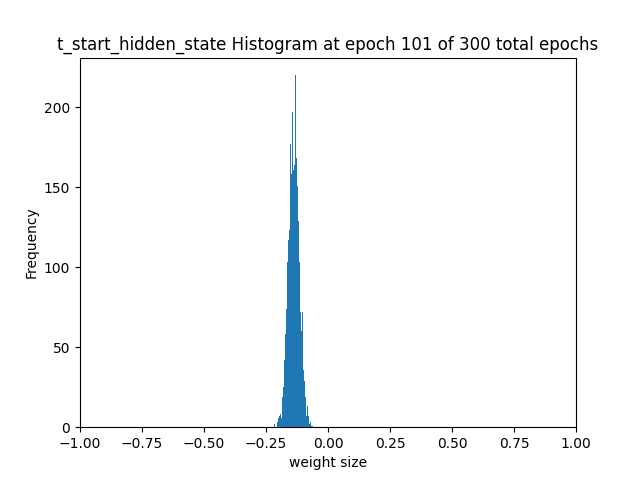 t_start_hidden_state Histogram at epoch 101 of 300 total epochs
Frequency
200
150
100
50
0
−1.00 −0.75 −0.50 −0.25 0.00 0.25 0.50 0.75 1.00
weight size